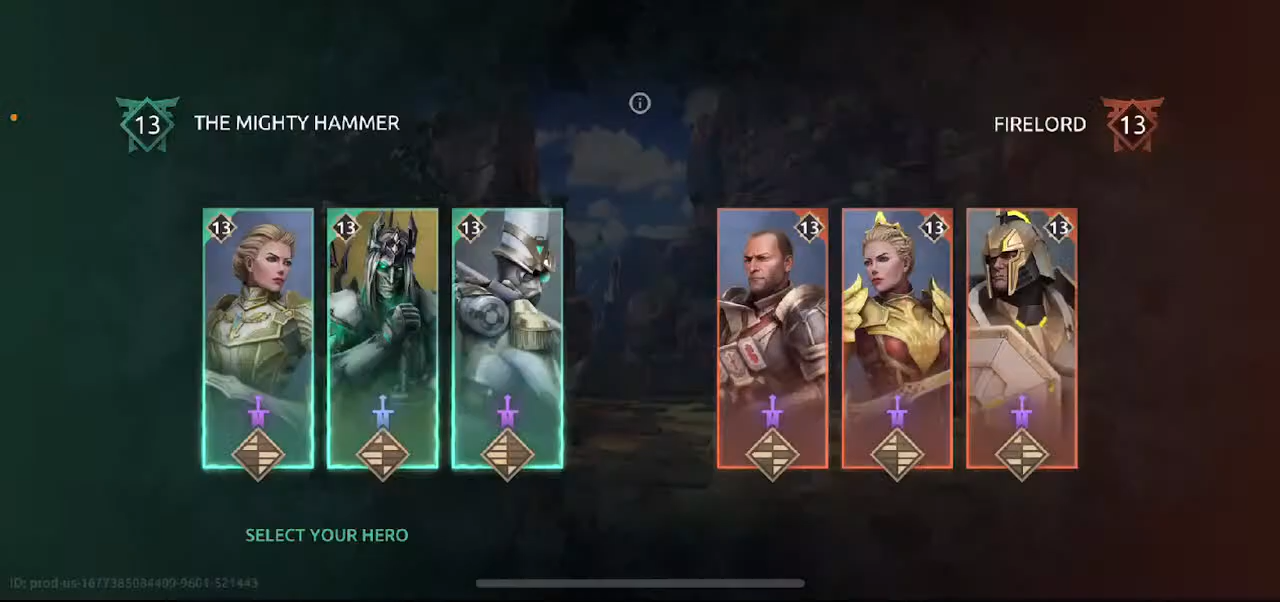 13 THE MIGHTY HAMMER
FIRELORD 13
13 13 13 13 13 13
SELECT YOUR HERO